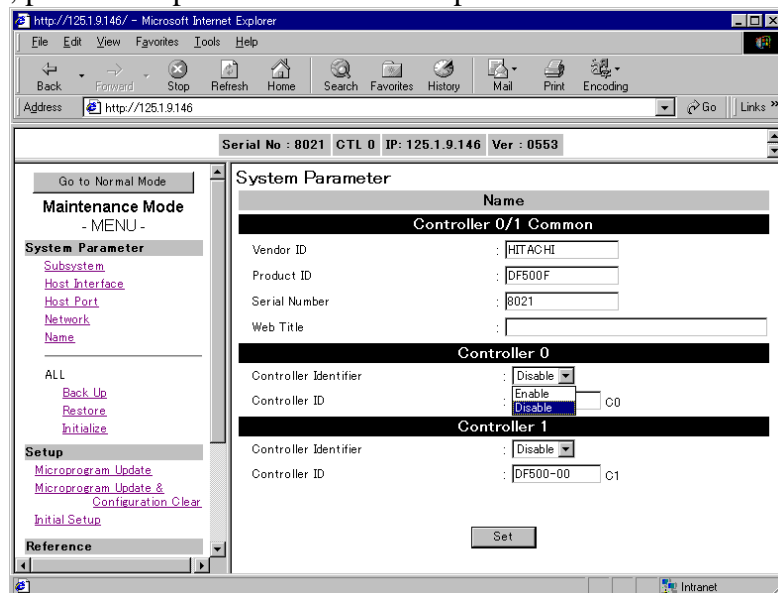 http://125.1.9.146/ - Microsoft Internet Explorer
File Edit View Favorites Tools Help
Back Forward Stop Refresh Home Search Favorites History Mail Print Encoding
Address http://125.1.9.146 Go Links »
Serial No : 8021 CTL 0 IP: 125.1.9.146 Ver : 0553
Go to Normal Mode
Maintenance Mode
- MENU -
System Parameter
Subsystem
Host Interface
Host Port
Network
Name
ALL
Back Up
Restore
Initialize
Setup
Microprogram Update
Microprogram Update &
Configuration Clear
Initial Setup
Reference
System Parameter
Name
Controller 0/1 Common
Vendor ID : HITACHI
Product ID : DF500F
Serial Number : 8021
Web Title :
Controller 0
Controller Identifier : Disable
Enable
Controller ID : C0
Disable
Controller 1
Controller Identifier : Disable
Controller ID : DF500-00 C1
Set
Intranet